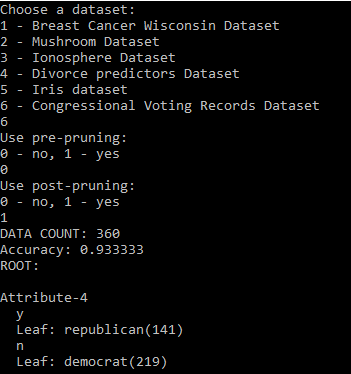 Choose a dataset:
1 - Breast Cancer Wisconsin Dataset
2 - Mushroom Dataset
3 - Ionosphere Dataset
4 - Divorce predictors Dataset
5 - Iris dataset
6 - Congressional Voting Records Dataset
6
Use pre-pruning:
0 - no, 1 - yes
0
Use post-pruning:
0 - no, 1 - yes
1
DATA COUNT: 360
Accuracy: 0.933333
ROOT:
Attribute-4
y
Leaf: republican(141)
n
Leaf: democrat(219)